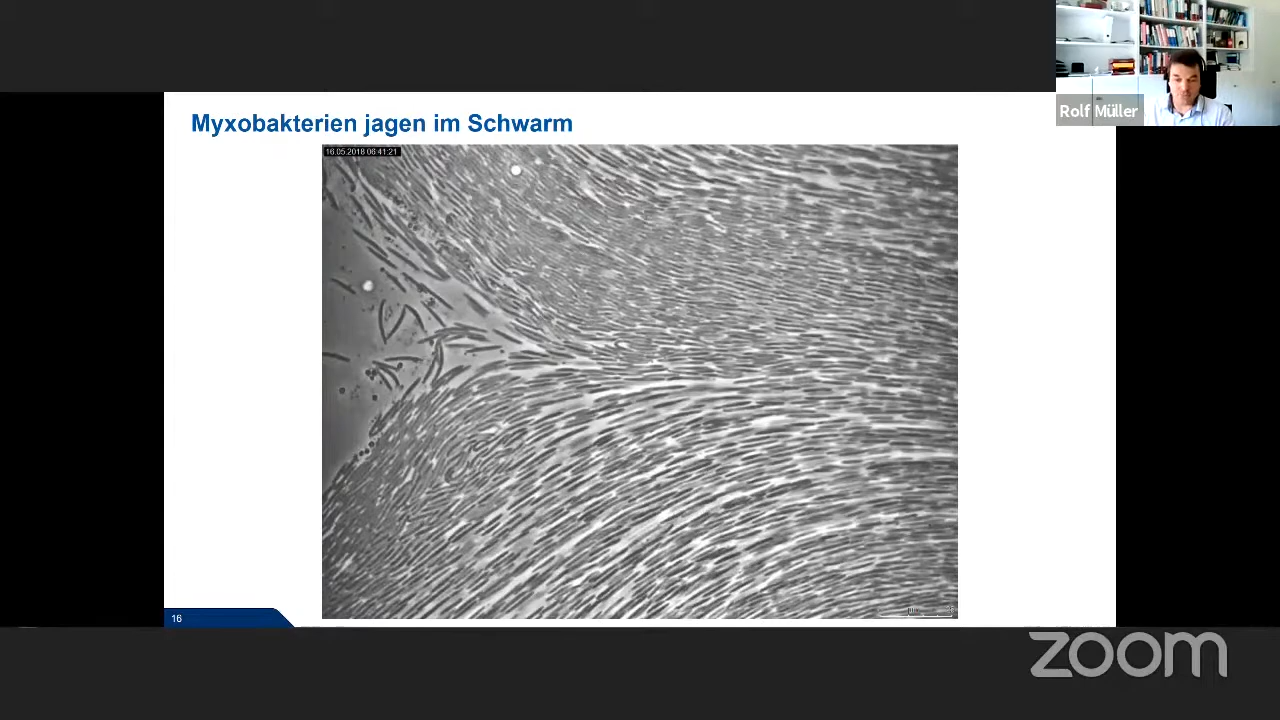 Rolf Müller
Myxobakterien jagen im Schwarm
16.05.2018 06:41:21
16
zoom